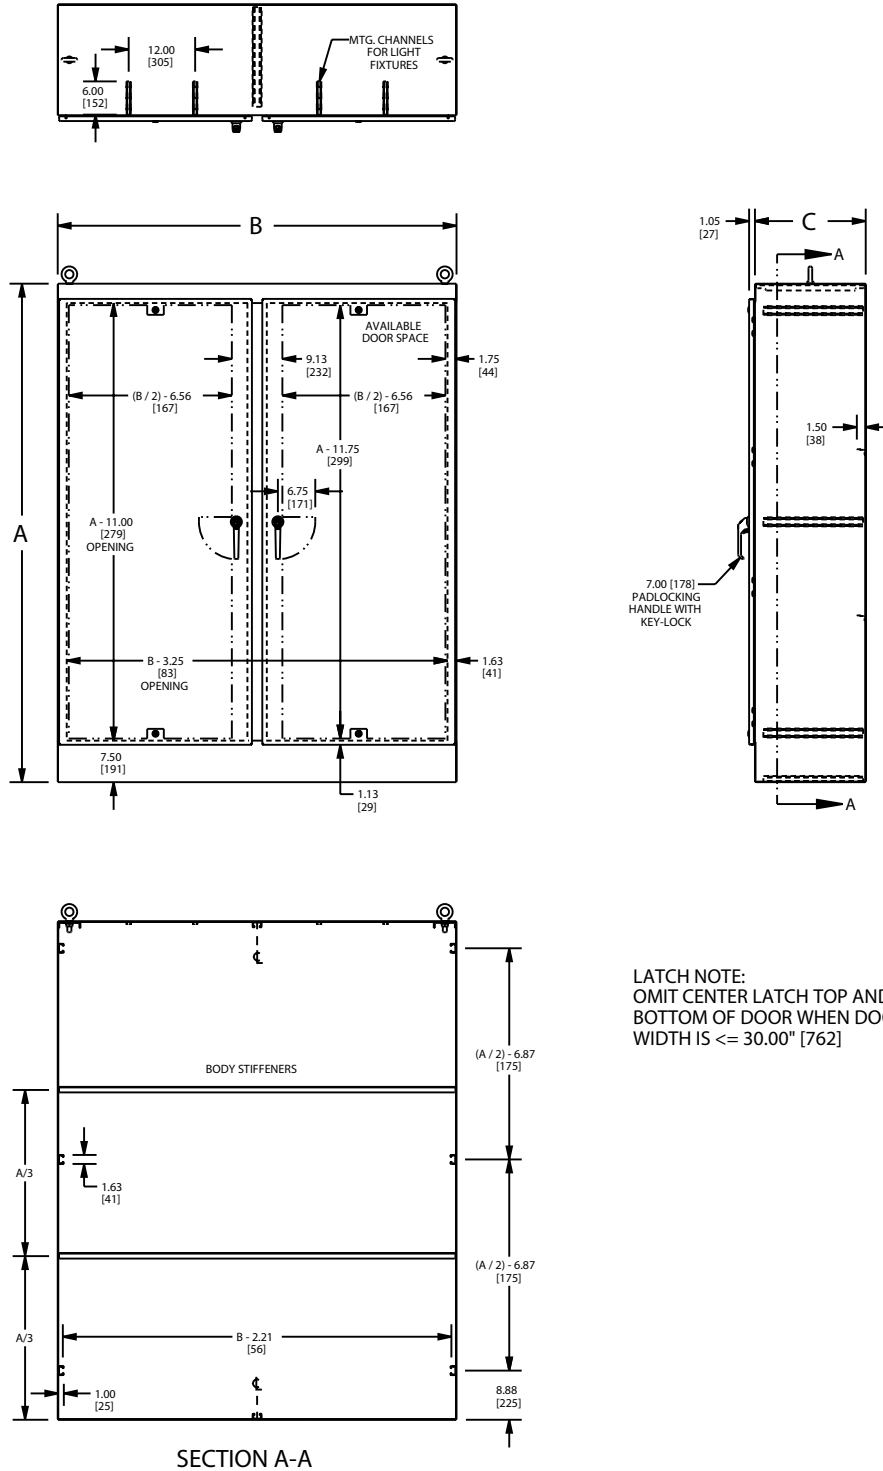 12.00
[305]
MTG. CHANNELS
FOR LIGHT
FIXTURES
6.00
[152]
B
1.05
[27]
C
A
AVAILABLE
DOOR SPACE
9.13
[232]
1.75
[44]
(B / 2) - 6.56
[167]
(B / 2) - 6.56
[167]
A - 11.75
[299]
1.50
[38]
6.75
[171]
A
A - 11.00
[279]
OPENING
7.00 [178]
PADLOCKING
HANDLE WITH
KEY-LOCK
B - 3.25
[83]
OPENING
1.63
[41]
7.50
[191]
1.13
[29]
A
℄
LATCH NOTE:
OMIT CENTER LATCH TOP AND
BOTTOM OF DOOR WHEN DOO
WIDTH IS <= 30.00" [762]
(A / 2) - 6.87
[175]
BODY STIFFENERS
A/3
1.63
[41]
(A / 2) - 6.87
[175]
A/3
B - 2.21
[56]
℄
1.00
[25]
8.88
[225]
SECTION A-A